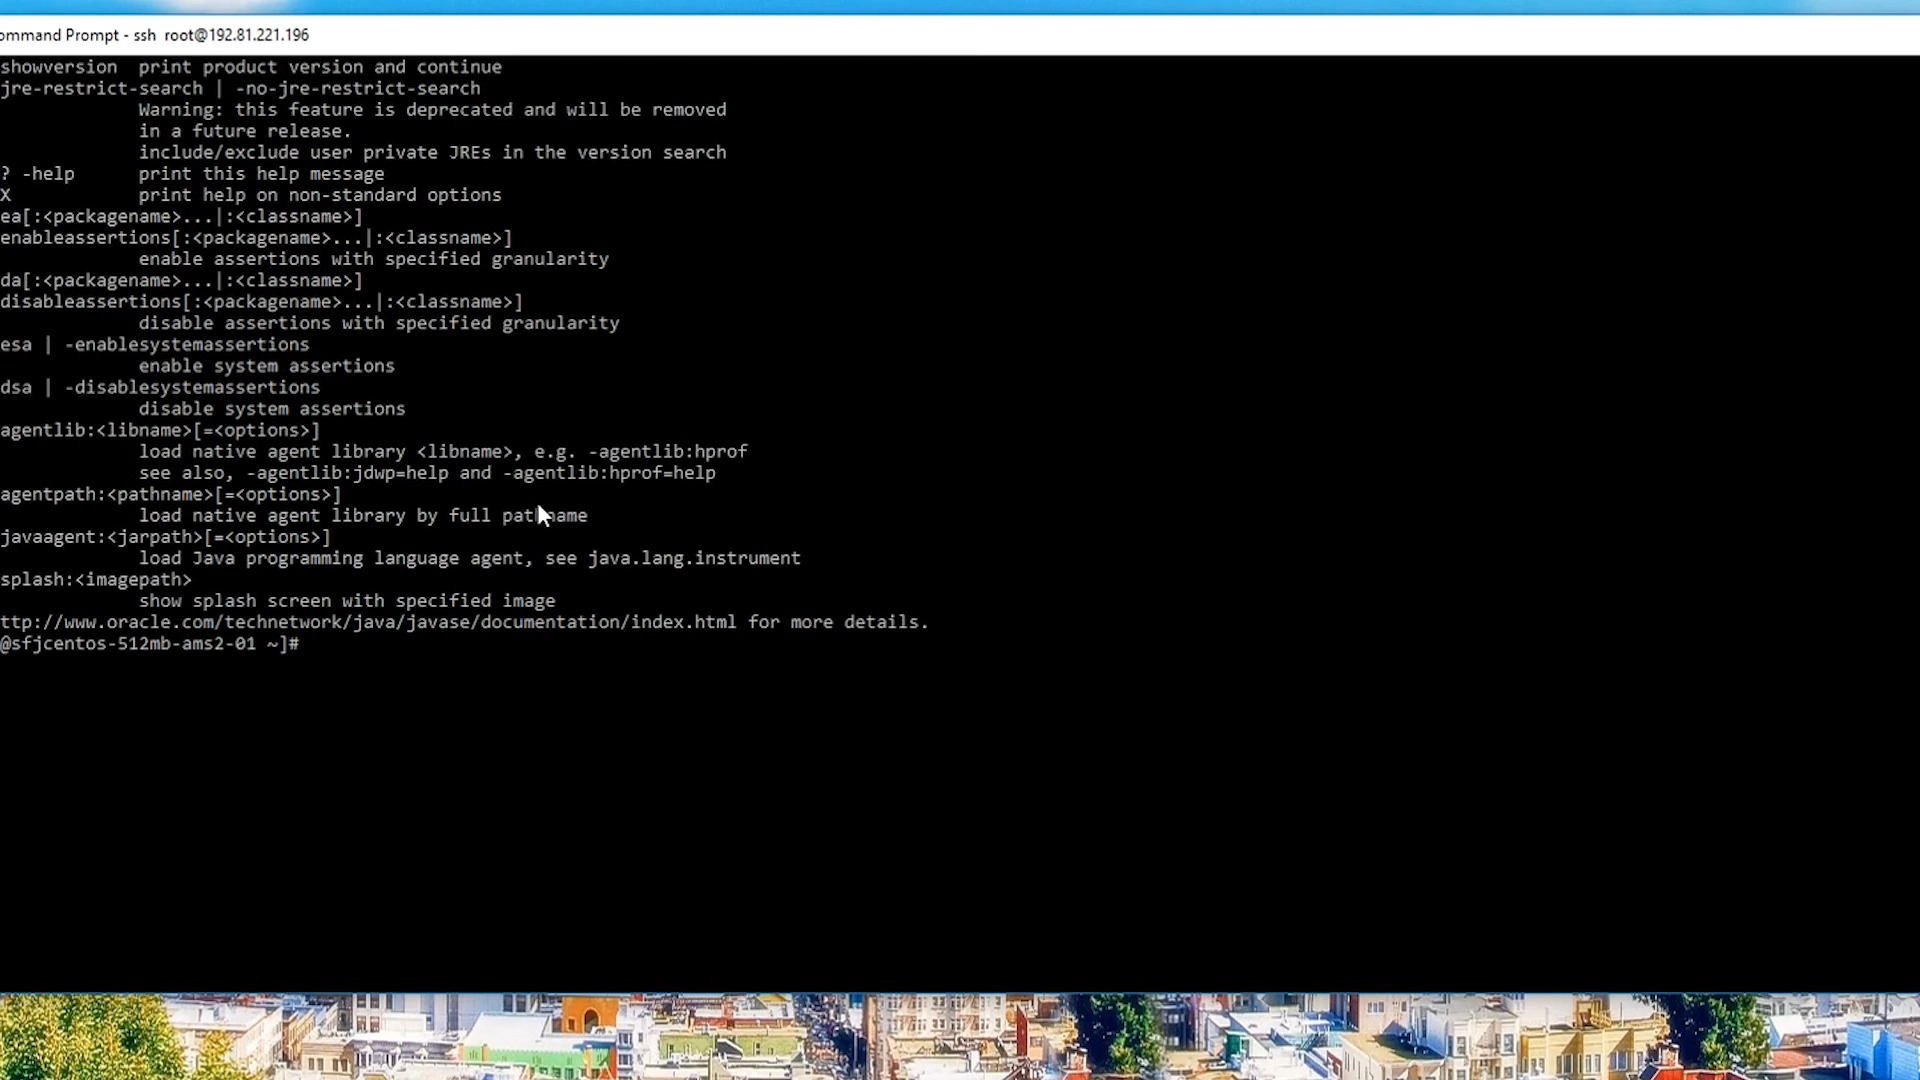 ommand Prompt - ssh root@192.81.221.196
showversion print product version and continue
jre-restrict-search | -no-jre-restrict-search
Warning: this feature is deprecated and will be removed
in a future release.
include/exclude user private JREs in the version search
? -help print this help message
X print help on non-standard options
ea[:<packagename>...|:<classname>]
enableassertions[:<packagename>...|:<classname>]
enable assertions with specified granularity
da[:<packagename>...|:<classname>]
disableassertions[:<packagename>...|:<classname>]
disable assertions with specified granularity
esa | -enablesystemassertions
enable system assertions
dsa | -disablesystemassertions
disable system assertions
agentlib:<libname>[=<options>]
load native agent library <libname>, e.g. -agentlib:hprof
see also, -agentlib:jdwp=help and -agentlib:hprof=help
agentpath:<pathname>[=<options>]
load native agent library by full pathname
javaagent:<jarpath>[=<options>]
load Java programming language agent, see java.lang.instrument
splash:<imagepath>
show splash screen with specified image
ttp://www.oracle.com/technetwork/java/javase/documentation/index.html for more details.
@sfjcentos-512mb-ams2-01 ~]#